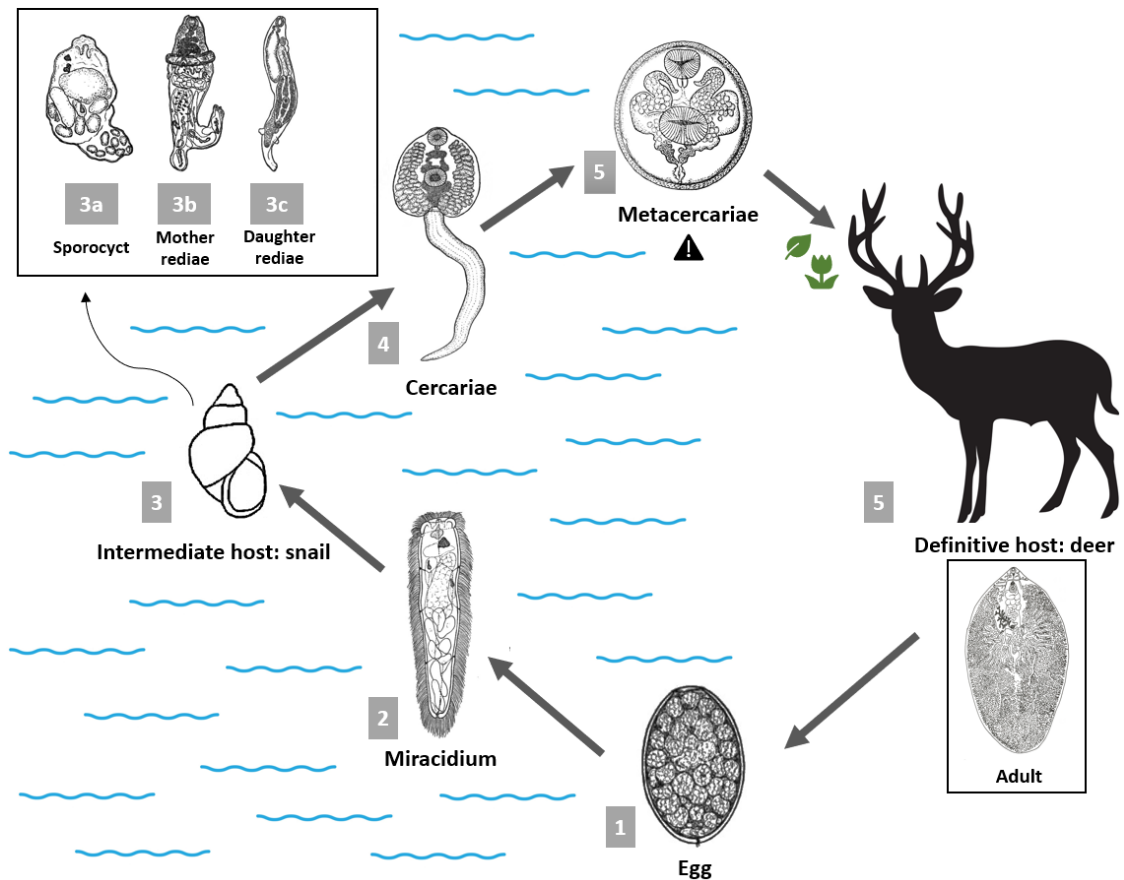 3a
3b
3c
Sporocyct
Mother
rediae
Daughter
rediae
5
Metacercariae
4
Cercariae
3
Intermediate host: snail
5
Definitive host: deer
Adult
2
Miracidium
1
Egg